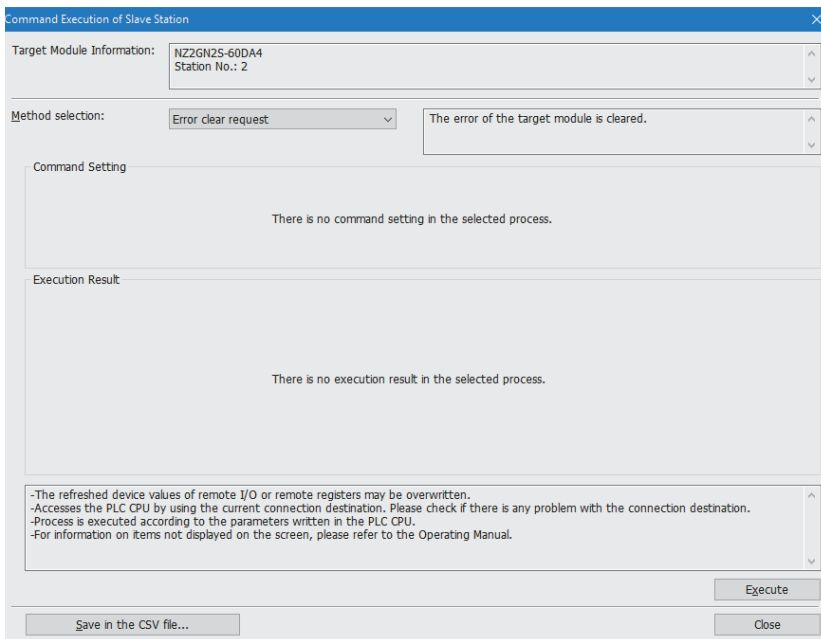 Command Execution of Slave Station
Target Module Information:
NZ2GN2S-60DA4
Station No.: 2
Method selection:
Error clear request
The error of the target module is cleared.
Command Setting
There is no command setting in the selected process.
Execution Result
There is no execution result in the selected process.
-The refreshed device values of remote I/O or remote registers may be overwritten.
-Accesses the PLC CPU by using the current connection destination. Please check if there is any problem with the connection destination.
-Process is executed according to the parameters written in the PLC CPU.
-For information on items not displayed on the screen, please refer to the Operating Manual.
Execute
Save in the CSV file...
Close